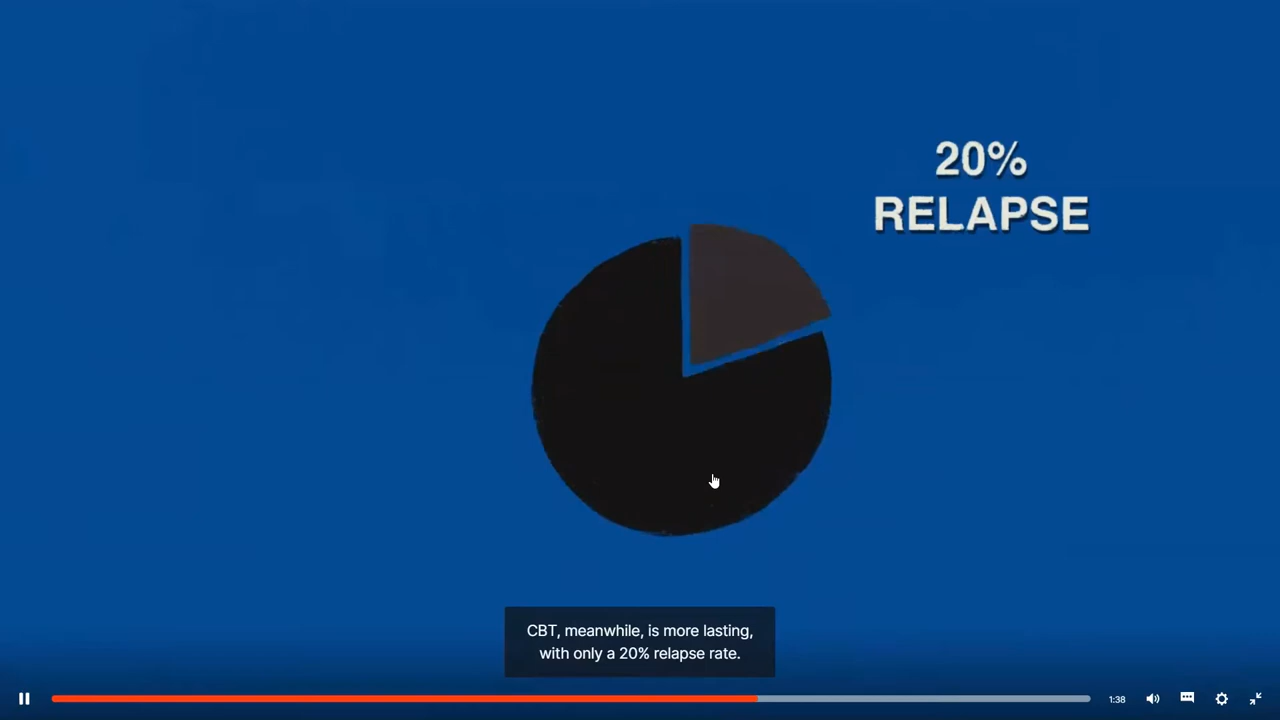 20%
RELAPSE
CBT, meanwhile, is more lasting,
with only a 20% relapse rate.
1:38